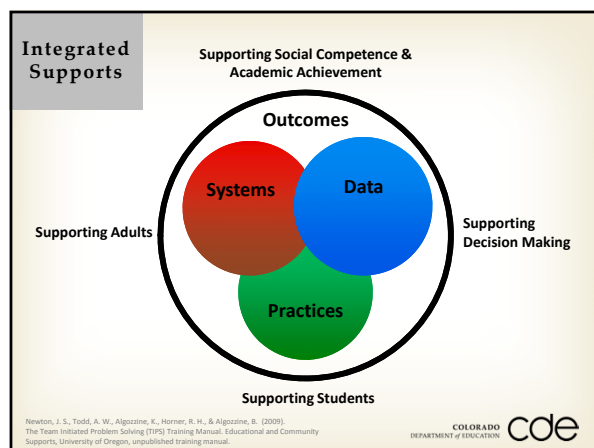 Integrated
Supports
Supporting Social Competence &
Academic Achievement
Outcomes
Systems
Data
Supporting Adults
Supporting
Decision Making
Practices
Supporting Students
Newton, J. S., Todd, A. W., Algozzine, K., Horner, R. H., & Algozzine, B. (2009).
The Team Initiated Problem Solving (TIPS) Training Manual. Educational and Community
Supports, University of Oregon, unpublished training manual.
COLORADO
DEPARTMENT of EDUCATION
cde